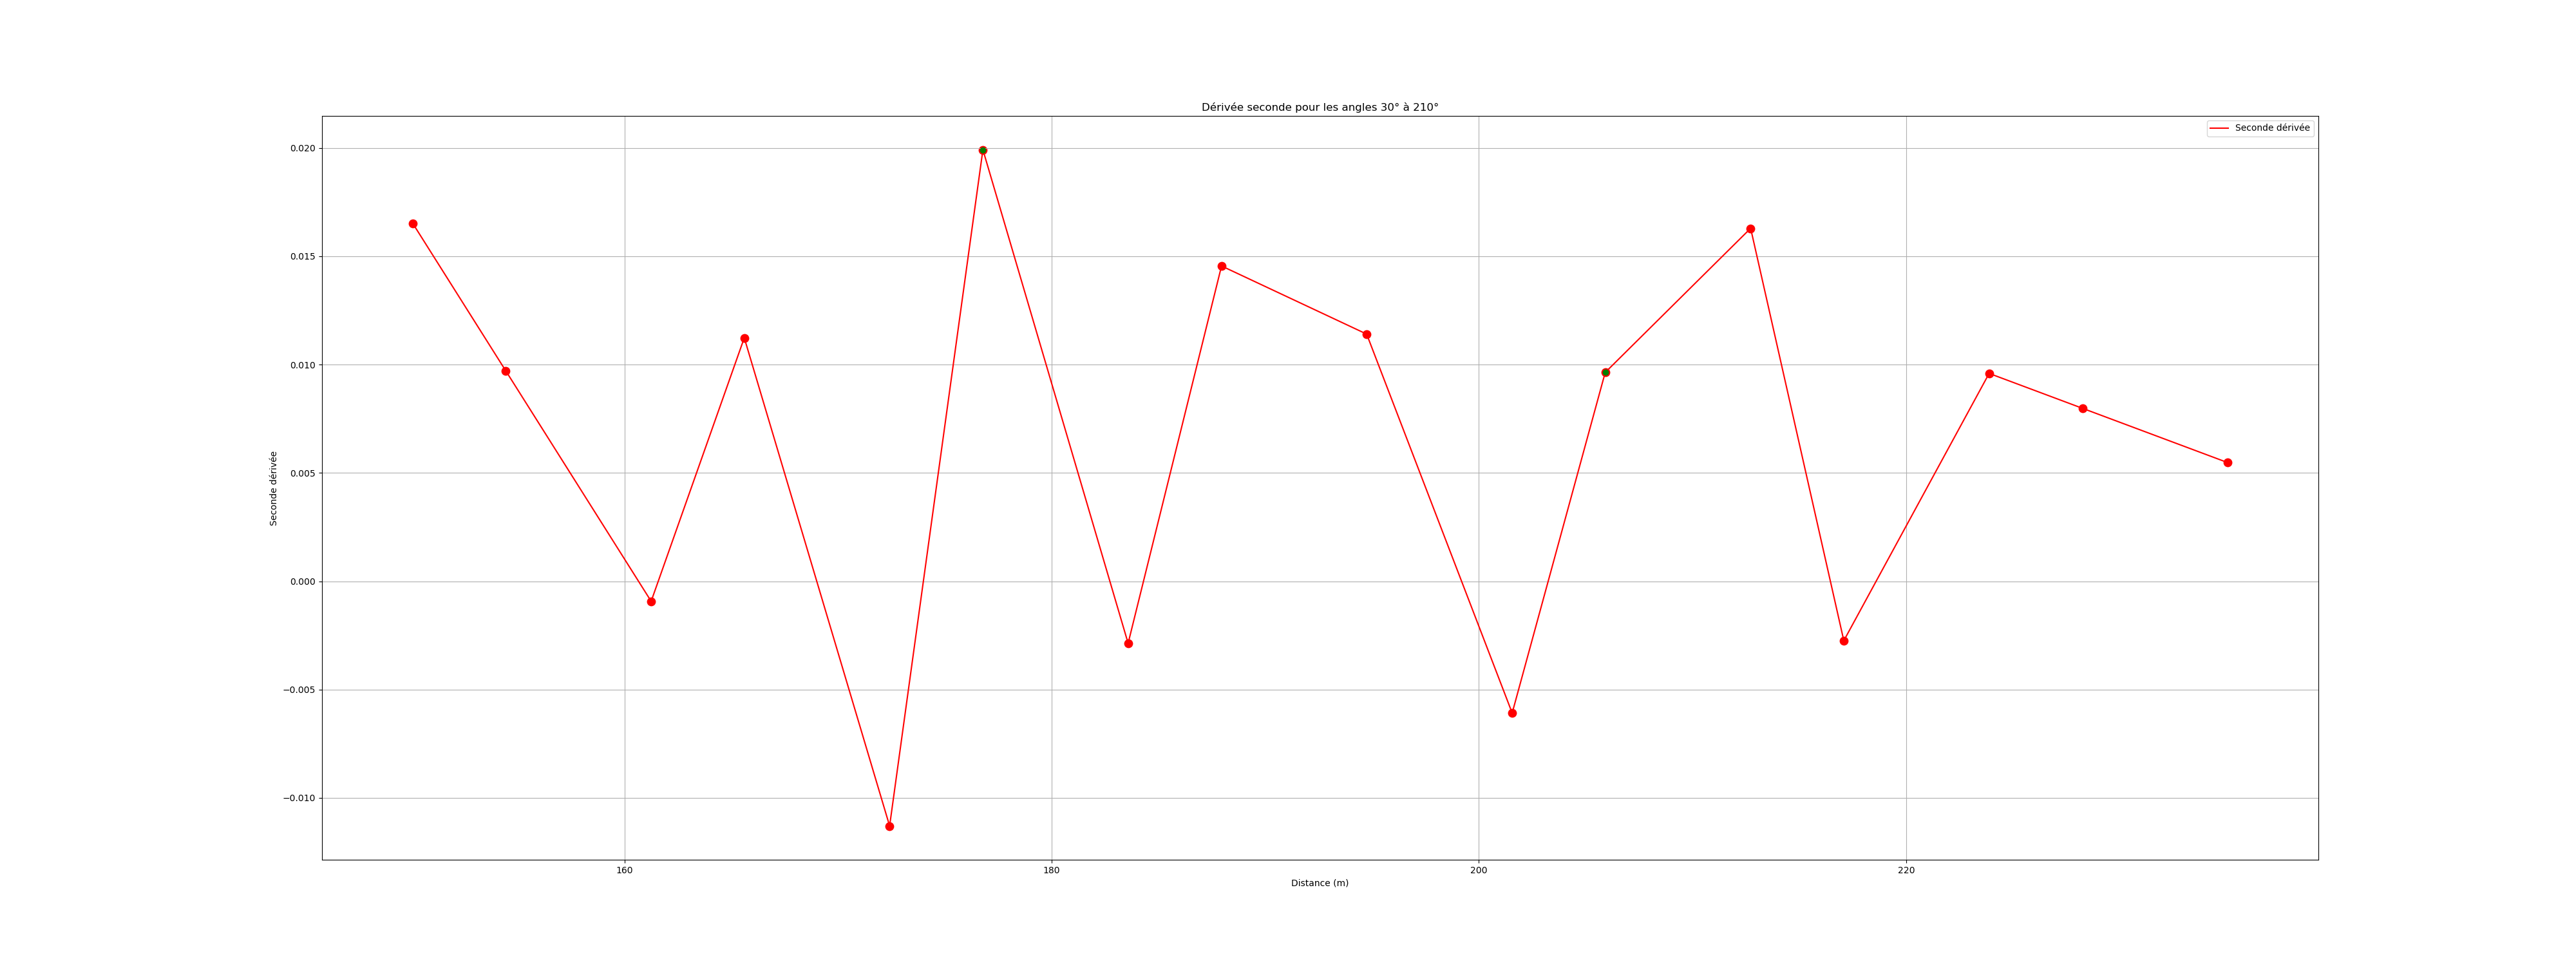 Dérivée seconde pour les angles 30° à 210°
Seconde dérivée
0.020
0.015
0.010
0.005
0.000
−0.005
−0.010
Seconde dérivée
160
180
200
220
Distance (m)